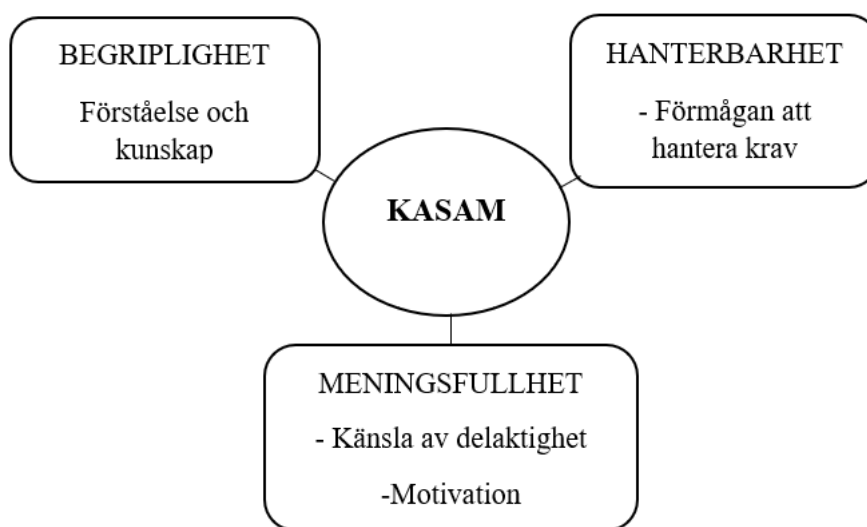 BEGRIPLIGHET
Förståelse och
kunskap
HANTERBARHET
- Förmågan att
hantera krav
KASAM
MENINGSFULLHET
- Känsla av delaktighet
-Motivation